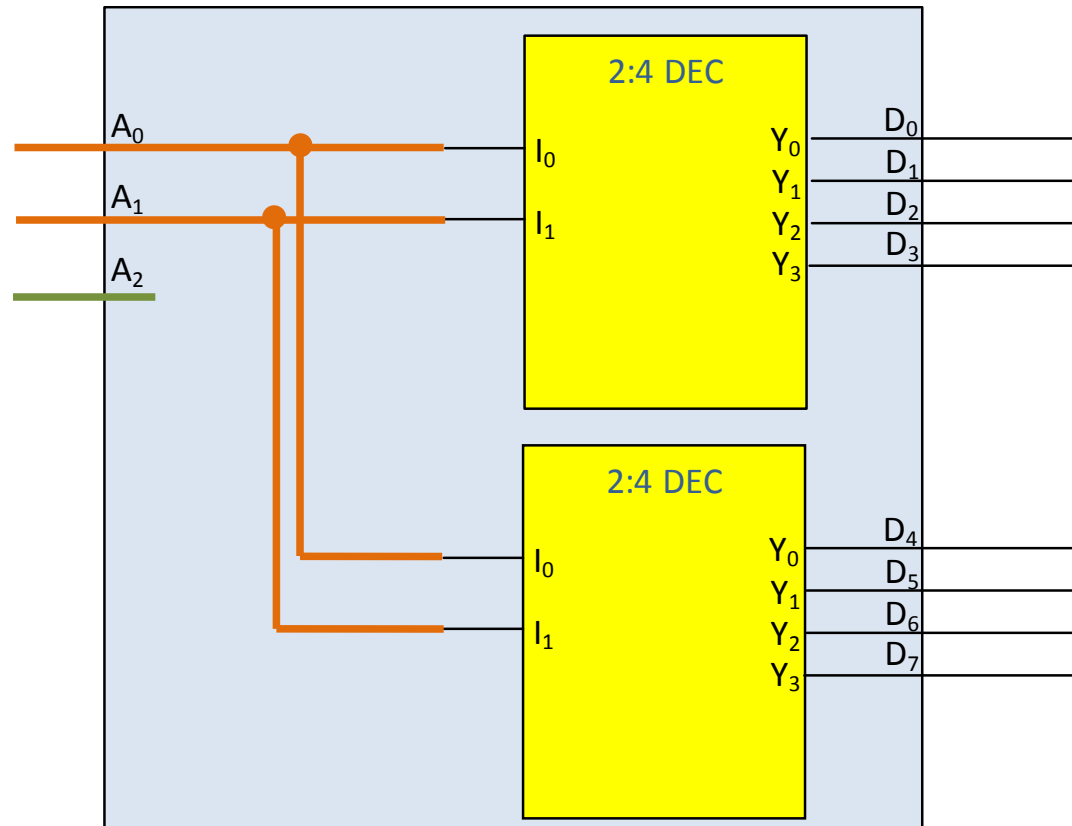 2:4 DEC
A₀
I₀
Y₀
D₀
Y₁
D₁
A₁
I₁
Y₂
D₂
Y₃
D₃
A₂
2:4 DEC
I₀
Y₀
D₄
Y₁
D₅
I₁
Y₂
D₆
Y₃
D₇